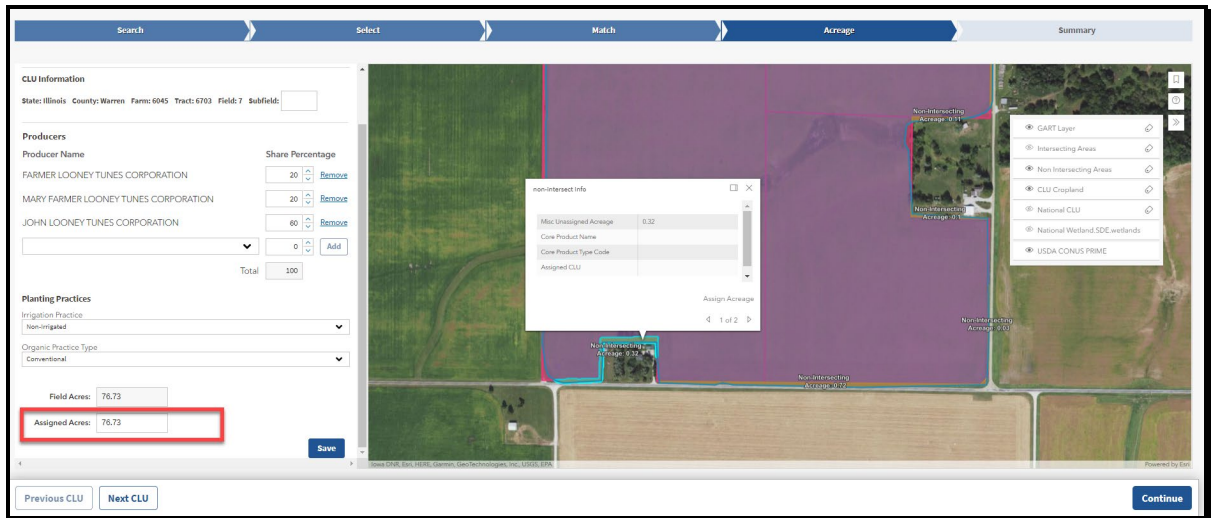 Search
Select
Match
Acreage
Summary
CLU Information
State: Illinois County: Warren Farm: 6045 Tract: 6703 Field: 7 Subfield:
Producers
Producer Name Share Percentage
FARMER LOONEY TUNES CORPORATION 20 Remove
MARY FARMER LOONEY TUNES CORPORATION 20 Remove
JOHN LOONEY TUNES CORPORATION 60 Remove
0 Add
Total 100
Planting Practices
Irrigation Practice
Non-Irrigated
Organic Practice Type
Conventional
Field Acres: 76.73
Assigned Acres: 76.73
Save
Non-Intersecting
Acreage: 0.11
Non-Intersecting
Acreage: 0.1
Non-Intersecting
Acreage: 0.03
Non-Intersecting
Acreage: 0.32
Non-Intersecting
Acreage: 0.72
non-intersect Info
Misc Unassigned Acreage 0.32
Core Product Name
Core Product Type Code
Assigned CLU
Assign Acreage
1 of 2
GART Layer
Intersecting Areas
Non Intersecting Areas
CLU Cropland
National CLU
National Wetland.SDE.wetlands
USDA CONUS PRIME
Iowa DNR, Esri, HERE, Garmin, GeoTechnologies, Inc., USGS, EPA
Powered by Esri
Previous CLU
Next CLU
Continue